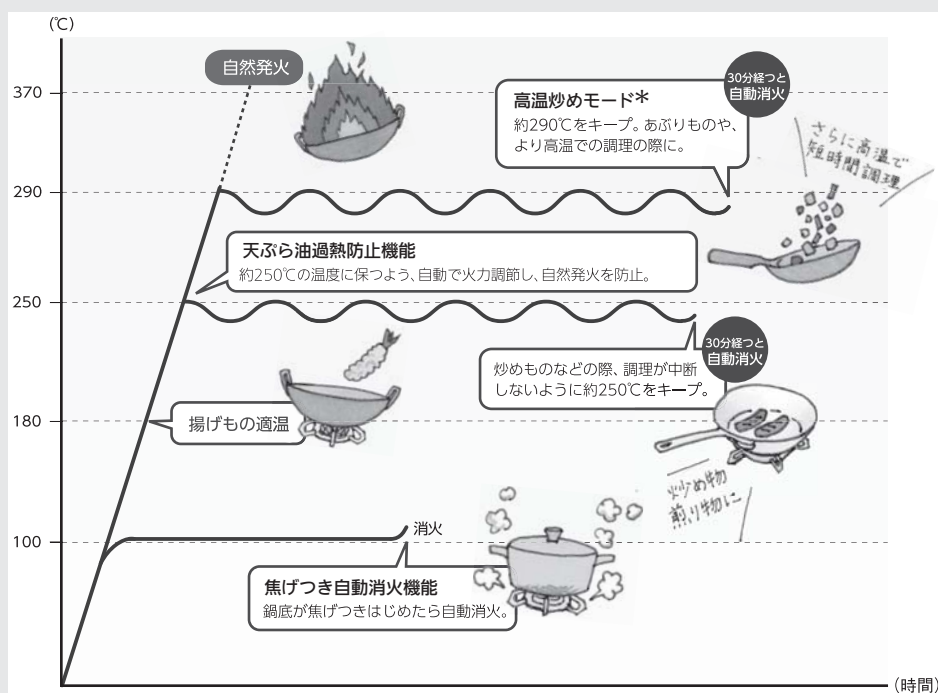 (℃)
自然発火
370
高温炒めモード*
約290℃をキープ。あぶりものや、
より高温での調理の際に。
30分経つと
自動消火
さらに高温で
短時間調理
290
天ぷら油過熱防止機能
約250℃の温度に保つよう、自動で火力調節し、自然発火を防止。
250
炒めものなどの際、調理が中断
しないように約250℃をキープ。
30分経つと
自動消火
180
揚げもの適温
炒め物
煎り物に
100
消火
焦げつき自動消火機能
鍋底が焦げつきはじめたら自動消火。
(時間)